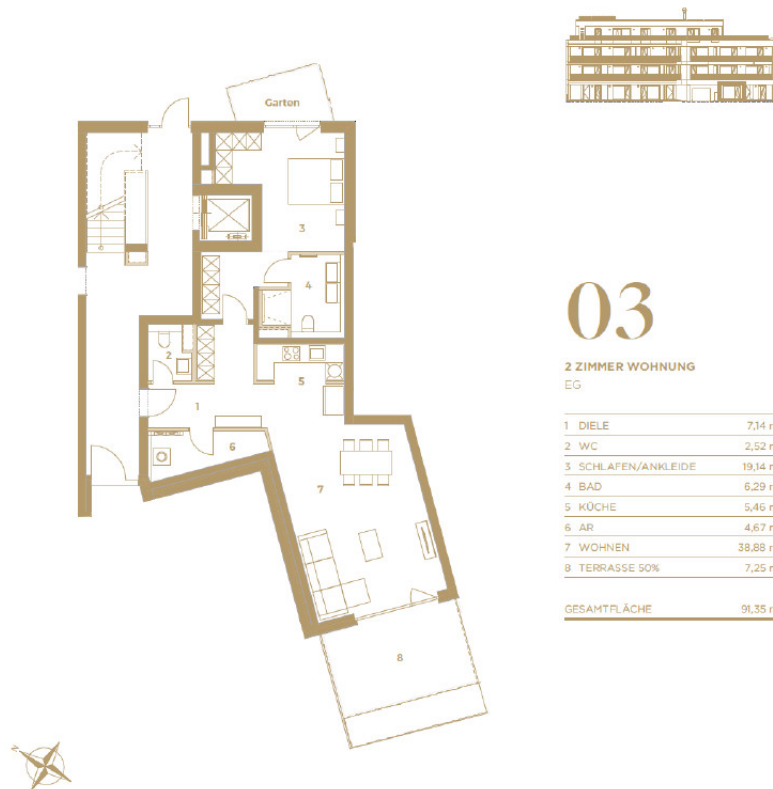 Garten
3
4
2
5
1
6
7
8
N
03
2 ZIMMER WOHNUNG
EG
1 DIELE 7,14
2 WC 2,52
3 SCHLAFEN/ANKLEIDE 19,14
4 BAD 6,29
5 KÜCHE 5,46
6 AR 4,67
7 WOHNEN 38,88
8 TERRASSE 50% 7,25
GESAMTFLÄCHE 91,35